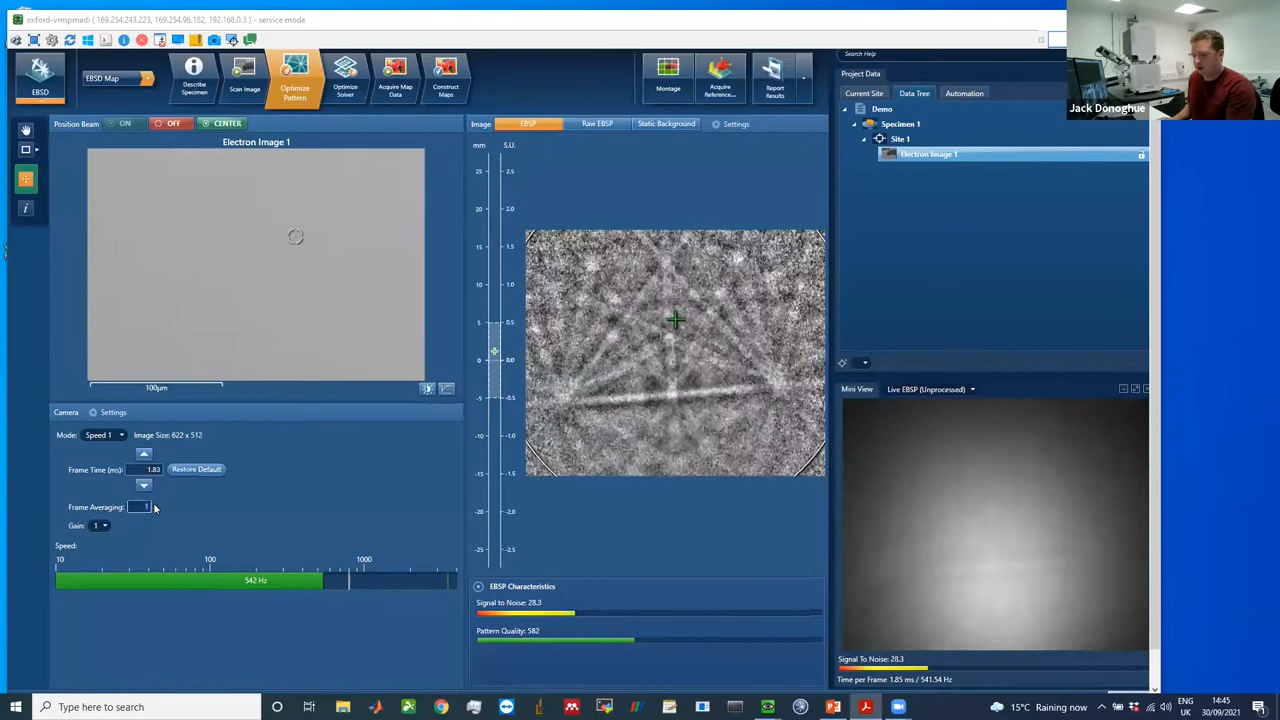 oxford-vrmpmadi ( 169.254.243.223, 169.254.96.182, 192.168.0.3 ) - service mode
EBSD
EBSD Map
Describe Specimen
Scan Image
Optimize Pattern
Optimize Solver
Acquire Map Data
Construct Maps
Montage
Acquire Reference...
Report Results
Search Help
Project Data
Current Site
Data Tree
Automation
Demo
Specimen 1
Site 1
Electron Image 1
Jack Donoghue
Position Beam
ON
OFF
CENTER
Electron Image 1
100µm
Image
EBSP
Raw EBSP
Static Background
Settings
mm
S.U.
25
2.5
20
2.0
15
1.5
10
1.0
5
0.5
0
0.0
-5
-0.5
-10
-1.0
-15
-1.5
-20
-2.0
-25
-2.5
Camera
Settings
Mode:
Speed 1
Image Size: 622 x 512
Frame Time (ms):
1.83
Restore Default
Frame Averaging:
1
Gain:
1
Speed:
10
100
1000
542 Hz
EBSP Characteristics
Signal to Noise: 28.3
Pattern Quality: 582
Mini View
Live EBSP (Unprocessed)
Signal To Noise: 28.3
Time per Frame 1.85 ms / 541.54 Hz
Type here to search
15°C Raining now
ENG
UK
14:45
30/09/2021